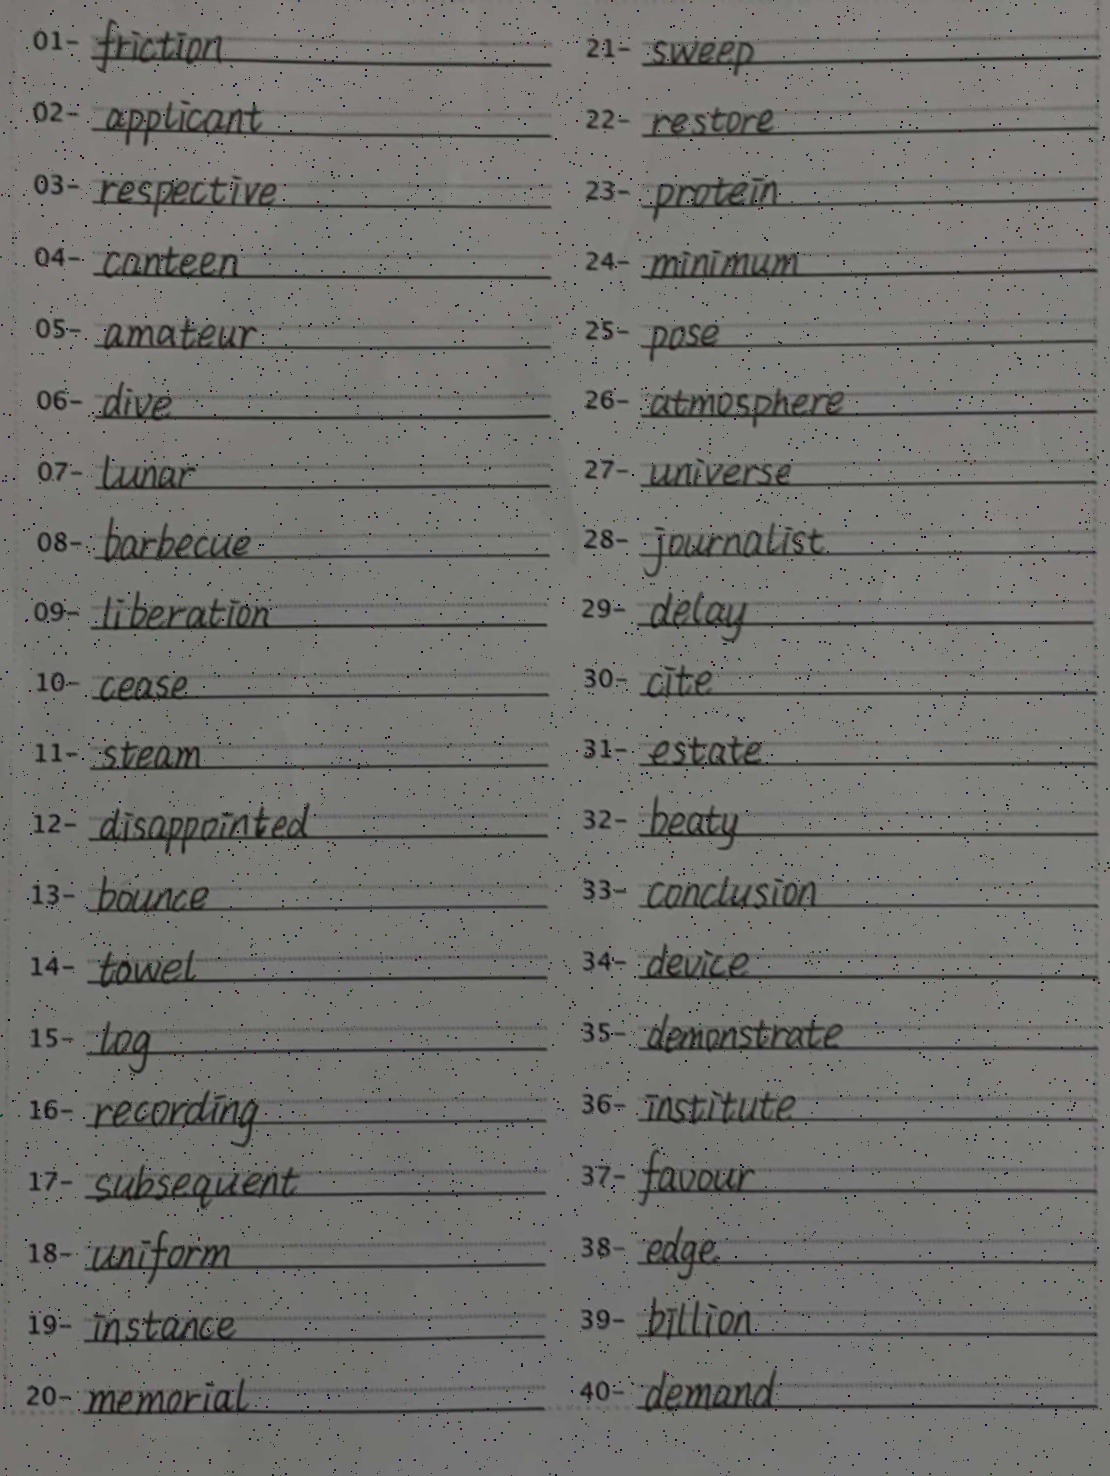 01- friction
02- applicant
03- respective
04- canteen
05- amateur
06- dive
07- lunar
08- barbecue
09- liberation
10- cease
11- steam
12- disappointed
13- bounce
14- towel
15- log
16- recording
17- subsequent
18- uniform
19- instance
20- memorial
21- sweep
22- restore
23- protein
24- minimum
25- pose
26- atmosphere
27- universe
28- journalist
29- delay
30- cite
31- estate
32- beaty
33- conclusion
34- device
35- demonstrate
36- institute
37- favour
38- edge
39- billion
40- demand